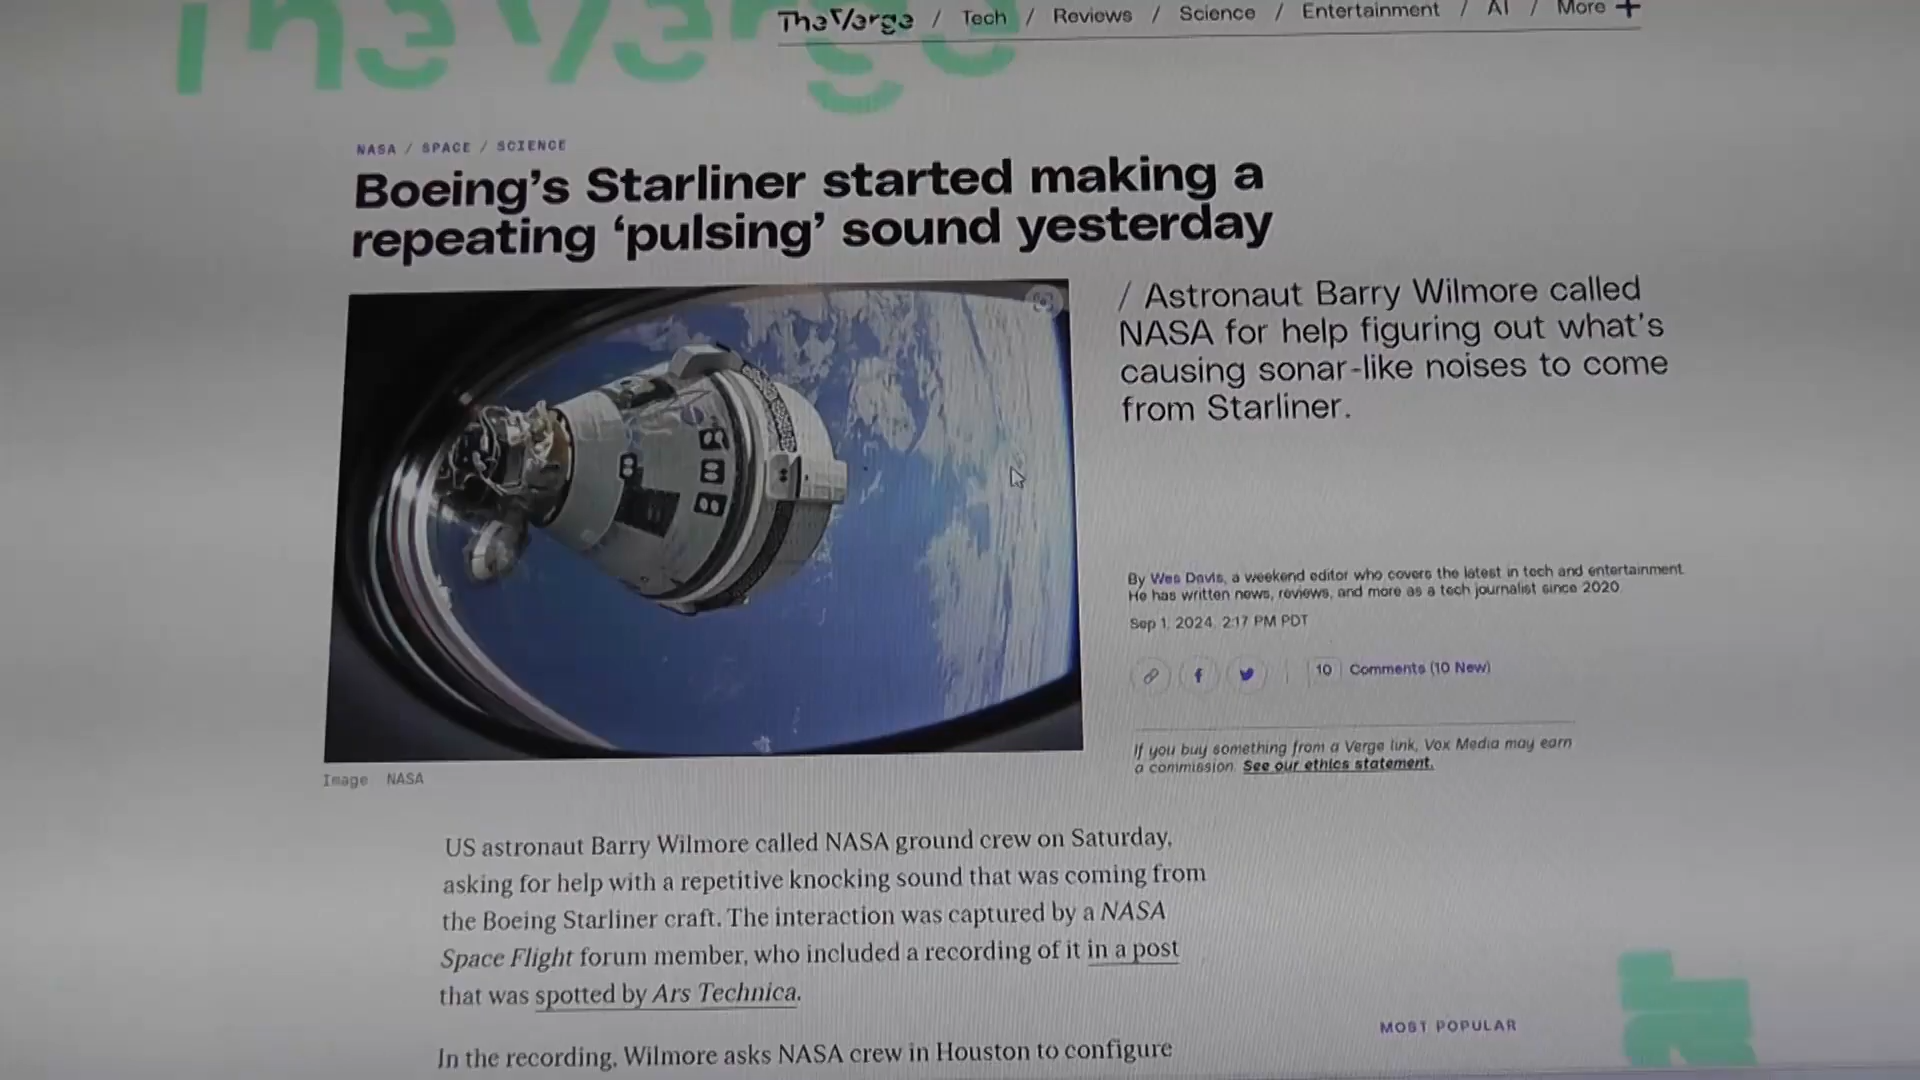 The Verge
The Verge / Tech / Reviews / Science / Entertainment / AI / More +
NASA / SPACE / SCIENCE
Boeing's Starliner started making a
repeating ‘pulsing’ sound yesterday
/ Astronaut Barry Wilmore called
NASA for help figuring out what's
causing sonar-like noises to come
from Starliner.
By Wes Davis, a weekend editor who covers the latest in tech and entertainment.
He has written news, reviews, and more as a tech journalist since 2020.
Sep 1, 2024, 2:17 PM PDT
10 Comments (10 New)
If you buy something from a Verge link, Vox Media may earn
a commission. See our ethics statement.
Image NASA
US astronaut Barry Wilmore called NASA ground crew on Saturday,
asking for help with a repetitive knocking sound that was coming from
the Boeing Starliner craft. The interaction was captured by a NASA
Space Flight forum member, who included a recording of it in a post
that was spotted by Ars Technica.
In the recording, Wilmore asks NASA crew in Houston to configure
MOST POPULAR